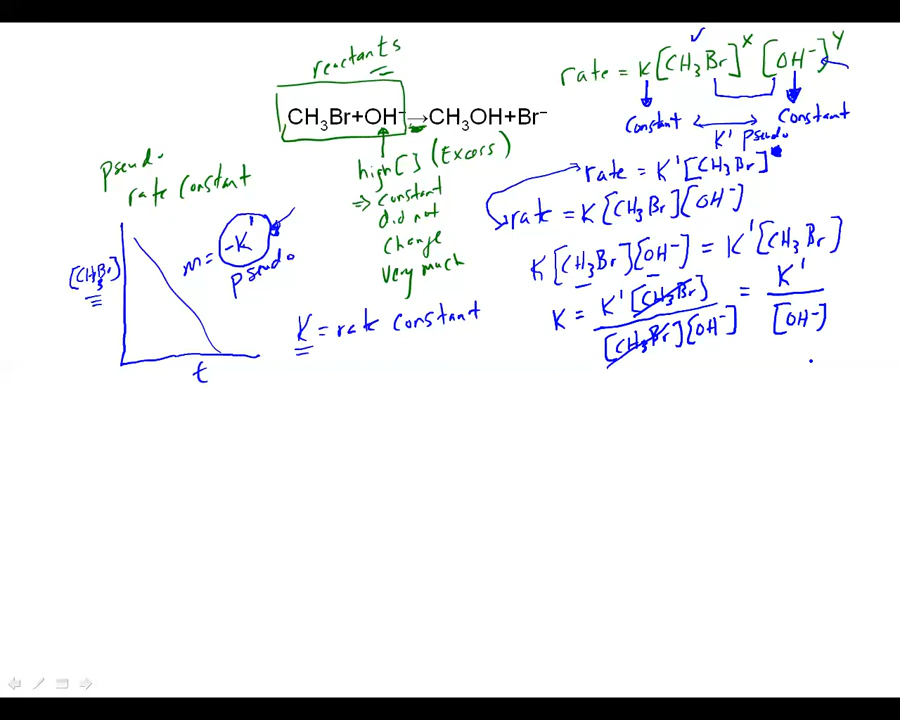 reactants
CH₃Br+OH⁻→CH₃OH+Br⁻
high [ ] (Excess)
=> constant
did not
change
very much
pseudo
rate constant
[CH₃Br]
m = -K'
pseudo
t
K = rate constant
rate = K[CH₃Br]ˣ [OH⁻]ʸ
Constant ⟷ Constant
K' pseudo
rate = K'[CH₃Br]
rate = K[CH₃Br][OH⁻]
K[CH₃Br][OH⁻] = K'[CH₃Br]
K = K'[CH₃Br] / [CH₃Br][OH⁻] = K' / [OH⁻]